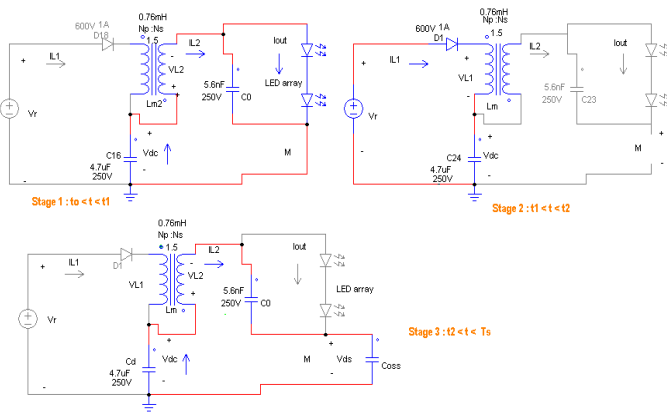 600V 1A
D18
0.76mH
Np :Ns
1.5
IL1
IL2
Iout
+
-
VL2
5.6nF
250V
C0
LED array
Vr
Lm2
+
+
C16
Vdc
M
4.7uF
250V
-
-
Stage 1 : to < t < t1
600V 1A
D1
0.76mH
Np :Ns
1.5
IL1
IL2
Iout
+
+
VL1
5.6nF
250V
C23
Vr
-
Lm
+
+
C24
Vdc
M
4.7uF
250V
-
-
-
Stage 2 : t1 < t < t2
0.76mH
Np :Ns
1.5
IL1
D1
IL2
Iout
+
-
VL1
VL2
5.6nF
250V
C0
LED array
Vr
Lm
+
+
+
Cd
Vdc
M
Vds
Coss
4.7uF
250V
-
-
-
Stage 3 : t2 < t < Ts